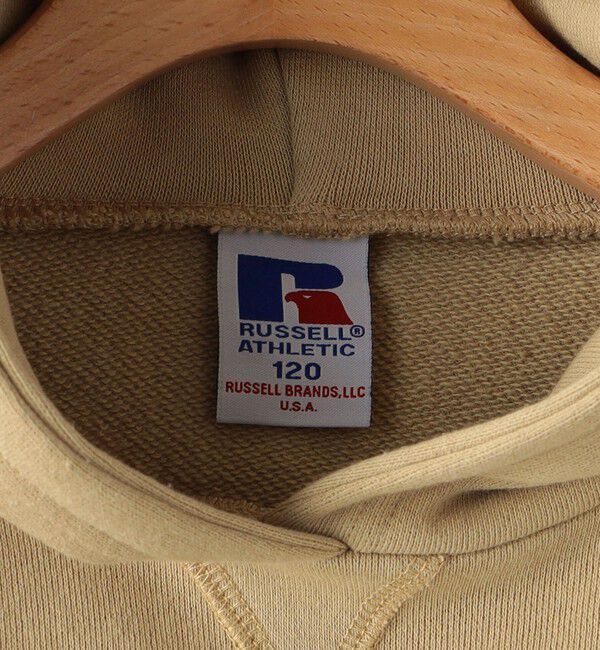 R
RUSSELL®
ATHLETIC
120
RUSSELL BRANDS,LLC
U.S.A.